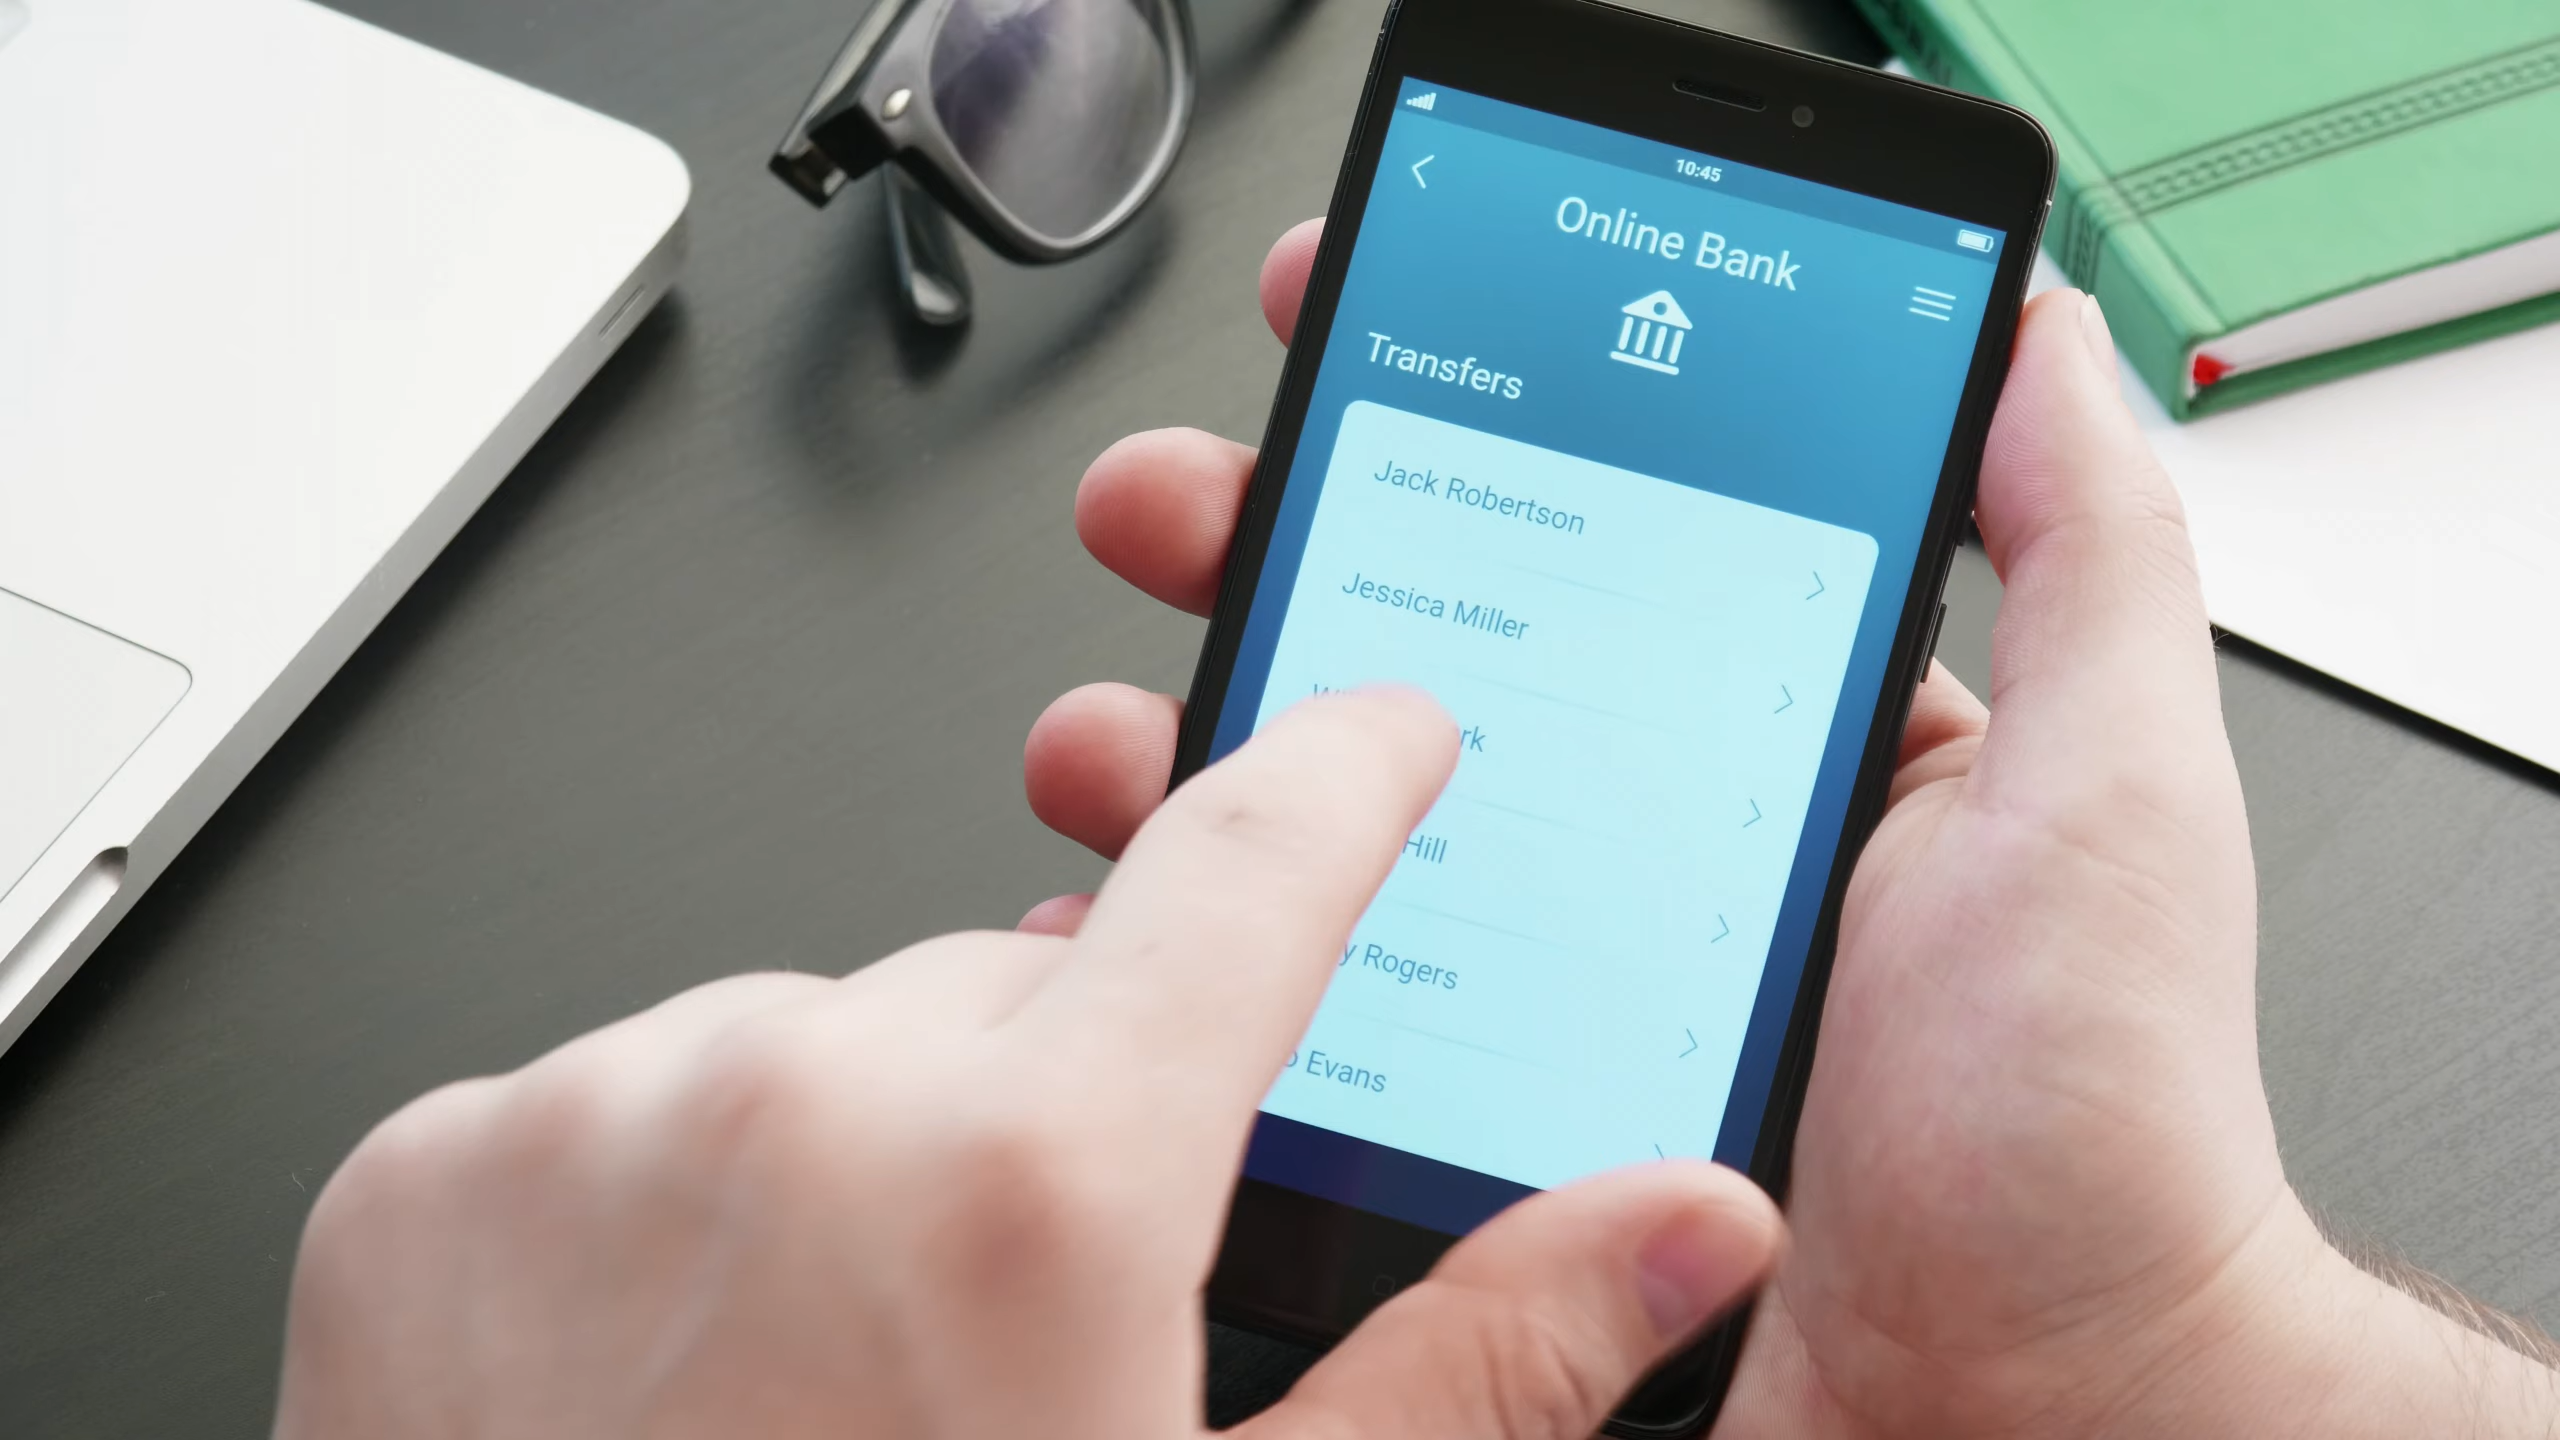 10:45
Online Bank
Transfers
Jack Robertson
Jessica Miller
Hill
Rogers
Evans